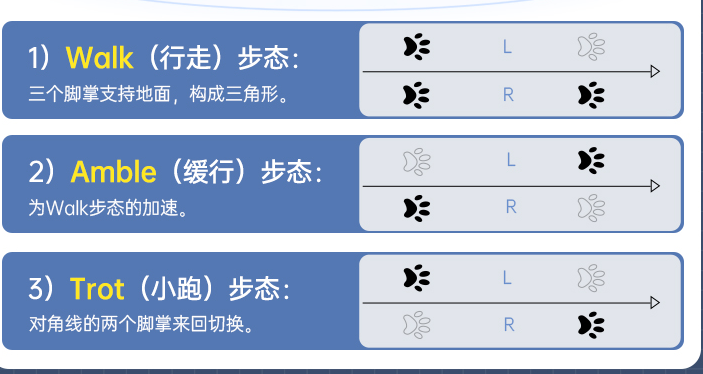 1）Walk（行走）步态：
三个脚掌支持地面，构成三角形。
L
R
2）Amble（缓行）步态：
为Walk步态的加速。
L
R
3）Trot（小跑）步态：
对角线的两个脚掌来回切换。
L
R